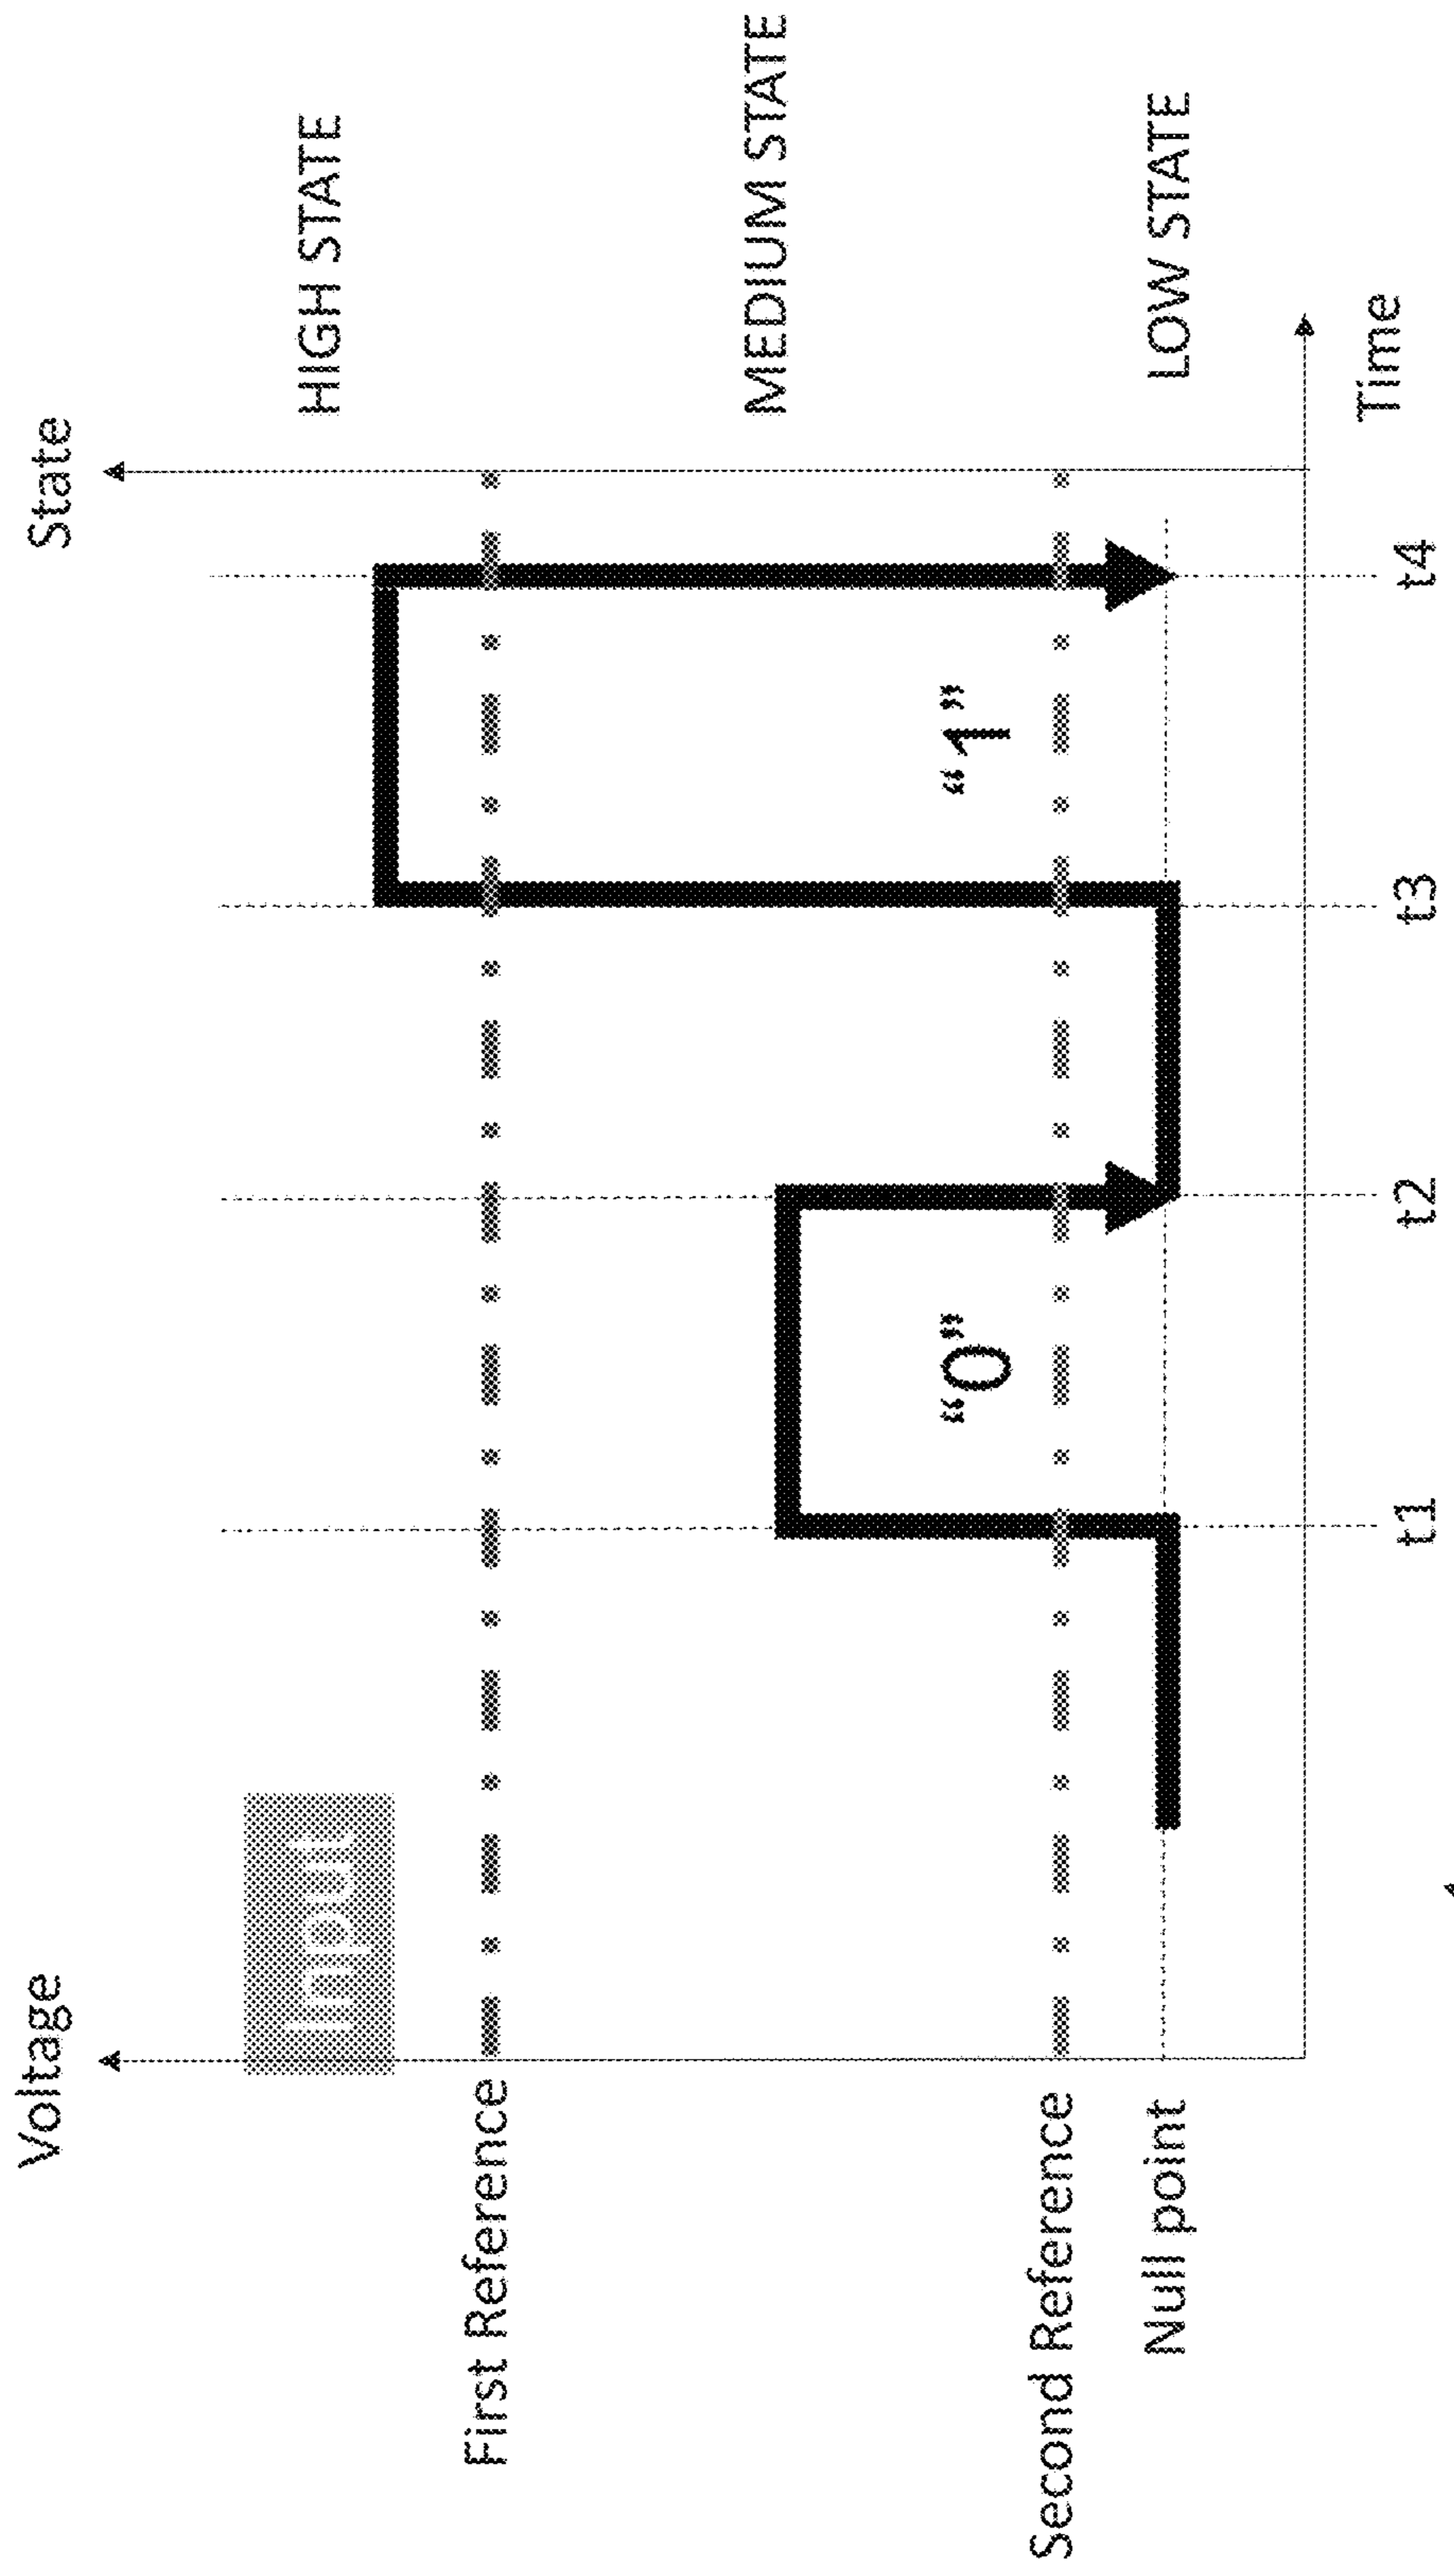 Voltage
State
Input
HIGH STATE
First Reference
MEDIUM STATE
“0”
“1”
Second Reference
LOW STATE
Null point
Time
t1
t2
t3
t4